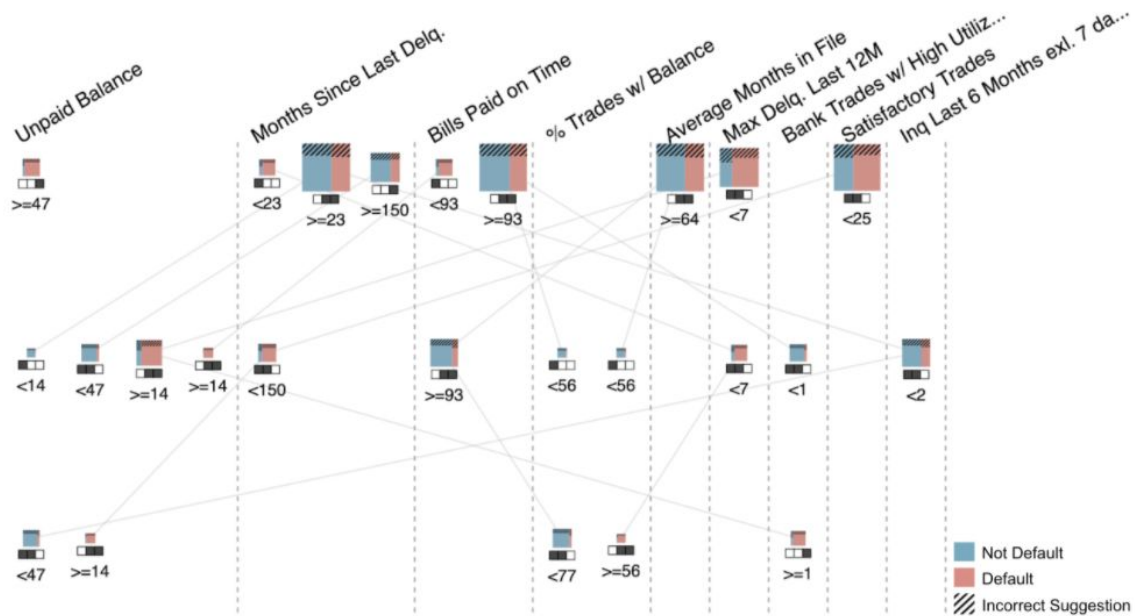 Unpaid Balance
Months Since Last Delq.
Bills Paid on Time
% Trades w/ Balance
Average Months in File
Max Delq. Last 12M
Bank Trades w/ High Utiliz...
Satisfactory Trades
Inq Last 6 Months exl. 7 da...
>=47
<23
>=23
>=150
<93
>=93
>=64
<7
<25
<14
<47
>=14
>=14
<150
>=93
<56
<56
<7
<1
<2
<47
>=14
<77
>=56
>=1
Not Default
Default
Incorrect Suggestion